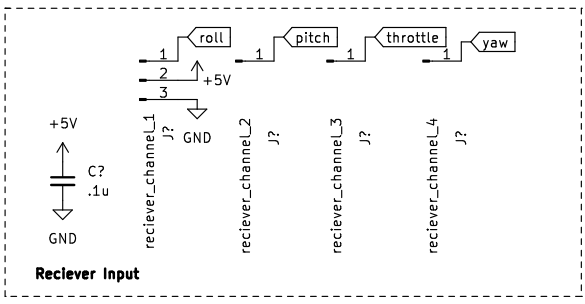 1 roll
2 +5V
3 GND
reciever_channel_1
J?
1 pitch
reciever_channel_2
J?
1 throttle
reciever_channel_3
J?
1 yaw
reciever_channel_4
J?
+5V
C?
.1u
GND
Reciever Input